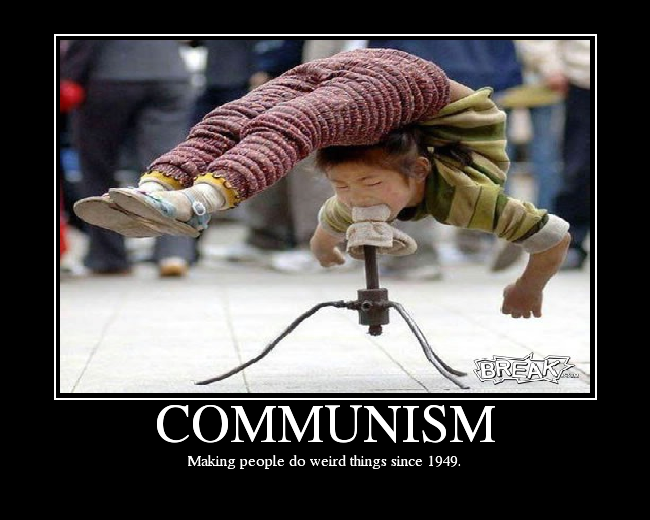 BREAK
COMMUNISM
Making people do weird things since 1949.